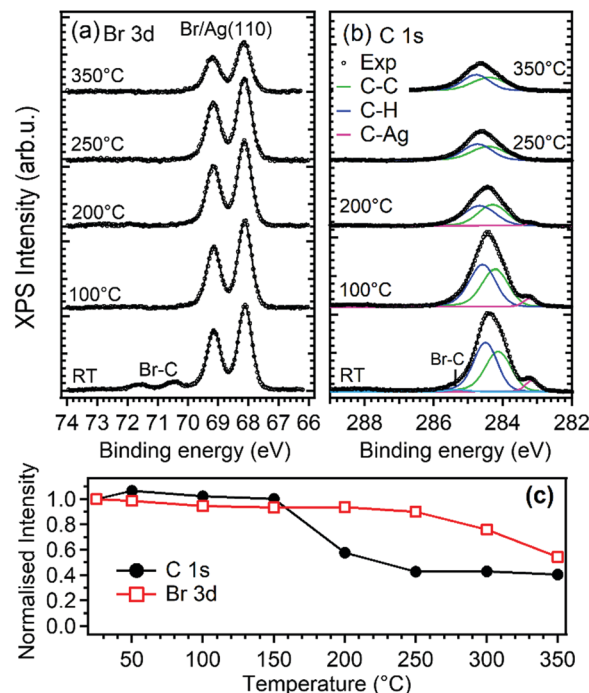 (a) Br 3d
Br/Ag(110)
350°C
250°C
200°C
100°C
RT
Br-C
74 73 72 71 70 69 68 67 66
Binding energy (eV)
XPS Intensity (arb.u.)
(b) C 1s
Exp
C-C
C-H
C-Ag
350°C
250°C
200°C
100°C
RT
Br-C
288 286 284 282
Binding energy (eV)
(c)
Normalised Intensity
1.0
0.8
0.6
0.4
0.2
0.0
C 1s
Br 3d
50 100 150 200 250 300 350
Temperature (°C)